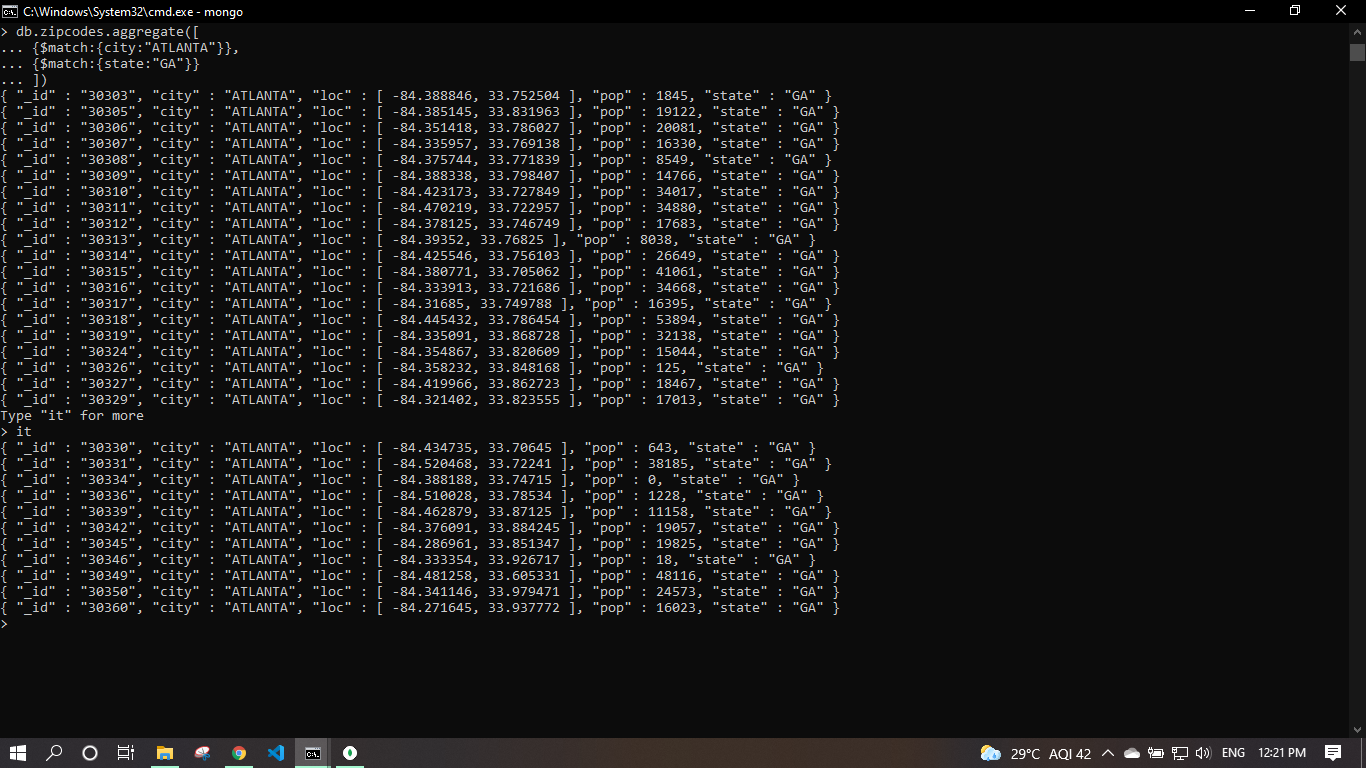 C:\Windows\System32\cmd.exe - mongo
> db.zipcodes.aggregate([
... {$match:{city:"ATLANTA"}},
... {$match:{state:"GA"}}
... ])
{ "_id" : "30303", "city" : "ATLANTA", "loc" : [ -84.388846, 33.752504 ], "pop" : 1845, "state" : "GA" }
{ "_id" : "30305", "city" : "ATLANTA", "loc" : [ -84.385145, 33.831963 ], "pop" : 19122, "state" : "GA" }
{ "_id" : "30306", "city" : "ATLANTA", "loc" : [ -84.351418, 33.786027 ], "pop" : 20081, "state" : "GA" }
{ "_id" : "30307", "city" : "ATLANTA", "loc" : [ -84.335957, 33.769138 ], "pop" : 16330, "state" : "GA" }
{ "_id" : "30308", "city" : "ATLANTA", "loc" : [ -84.375744, 33.771839 ], "pop" : 8549, "state" : "GA" }
{ "_id" : "30309", "city" : "ATLANTA", "loc" : [ -84.388338, 33.798407 ], "pop" : 14766, "state" : "GA" }
{ "_id" : "30310", "city" : "ATLANTA", "loc" : [ -84.423173, 33.727849 ], "pop" : 34017, "state" : "GA" }
{ "_id" : "30311", "city" : "ATLANTA", "loc" : [ -84.470219, 33.722957 ], "pop" : 34880, "state" : "GA" }
{ "_id" : "30312", "city" : "ATLANTA", "loc" : [ -84.378125, 33.746749 ], "pop" : 17683, "state" : "GA" }
{ "_id" : "30313", "city" : "ATLANTA", "loc" : [ -84.39352, 33.76825 ], "pop" : 8038, "state" : "GA" }
{ "_id" : "30314", "city" : "ATLANTA", "loc" : [ -84.425546, 33.756103 ], "pop" : 26649, "state" : "GA" }
{ "_id" : "30315", "city" : "ATLANTA", "loc" : [ -84.380771, 33.705062 ], "pop" : 41061, "state" : "GA" }
{ "_id" : "30316", "city" : "ATLANTA", "loc" : [ -84.333913, 33.721686 ], "pop" : 34668, "state" : "GA" }
{ "_id" : "30317", "city" : "ATLANTA", "loc" : [ -84.31685, 33.749788 ], "pop" : 16395, "state" : "GA" }
{ "_id" : "30318", "city" : "ATLANTA", "loc" : [ -84.445432, 33.786454 ], "pop" : 53894, "state" : "GA" }
{ "_id" : "30319", "city" : "ATLANTA", "loc" : [ -84.335091, 33.868728 ], "pop" : 32138, "state" : "GA" }
{ "_id" : "30324", "city" : "ATLANTA", "loc" : [ -84.354867, 33.820609 ], "pop" : 15044, "state" : "GA" }
{ "_id" : "30326", "city" : "ATLANTA", "loc" : [ -84.358232, 33.848168 ], "pop" : 125, "state" : "GA" }
{ "_id" : "30327", "city" : "ATLANTA", "loc" : [ -84.419966, 33.862723 ], "pop" : 18467, "state" : "GA" }
{ "_id" : "30329", "city" : "ATLANTA", "loc" : [ -84.321402, 33.823555 ], "pop" : 17013, "state" : "GA" }
Type "it" for more
> it
{ "_id" : "30330", "city" : "ATLANTA", "loc" : [ -84.434735, 33.70645 ], "pop" : 643, "state" : "GA" }
{ "_id" : "30331", "city" : "ATLANTA", "loc" : [ -84.520468, 33.72241 ], "pop" : 38185, "state" : "GA" }
{ "_id" : "30334", "city" : "ATLANTA", "loc" : [ -84.388188, 33.74715 ], "pop" : 0, "state" : "GA" }
{ "_id" : "30336", "city" : "ATLANTA", "loc" : [ -84.510028, 33.78534 ], "pop" : 1228, "state" : "GA" }
{ "_id" : "30339", "city" : "ATLANTA", "loc" : [ -84.462879, 33.87125 ], "pop" : 11158, "state" : "GA" }
{ "_id" : "30342", "city" : "ATLANTA", "loc" : [ -84.376091, 33.884245 ], "pop" : 19057, "state" : "GA" }
{ "_id" : "30345", "city" : "ATLANTA", "loc" : [ -84.286961, 33.851347 ], "pop" : 19825, "state" : "GA" }
{ "_id" : "30346", "city" : "ATLANTA", "loc" : [ -84.333354, 33.926717 ], "pop" : 18, "state" : "GA" }
{ "_id" : "30349", "city" : "ATLANTA", "loc" : [ -84.481258, 33.605331 ], "pop" : 48116, "state" : "GA" }
{ "_id" : "30350", "city" : "ATLANTA", "loc" : [ -84.341146, 33.979471 ], "pop" : 24573, "state" : "GA" }
{ "_id" : "30360", "city" : "ATLANTA", "loc" : [ -84.271645, 33.937772 ], "pop" : 16023, "state" : "GA" }
>
29°C AQI 42 ENG 12:21 PM